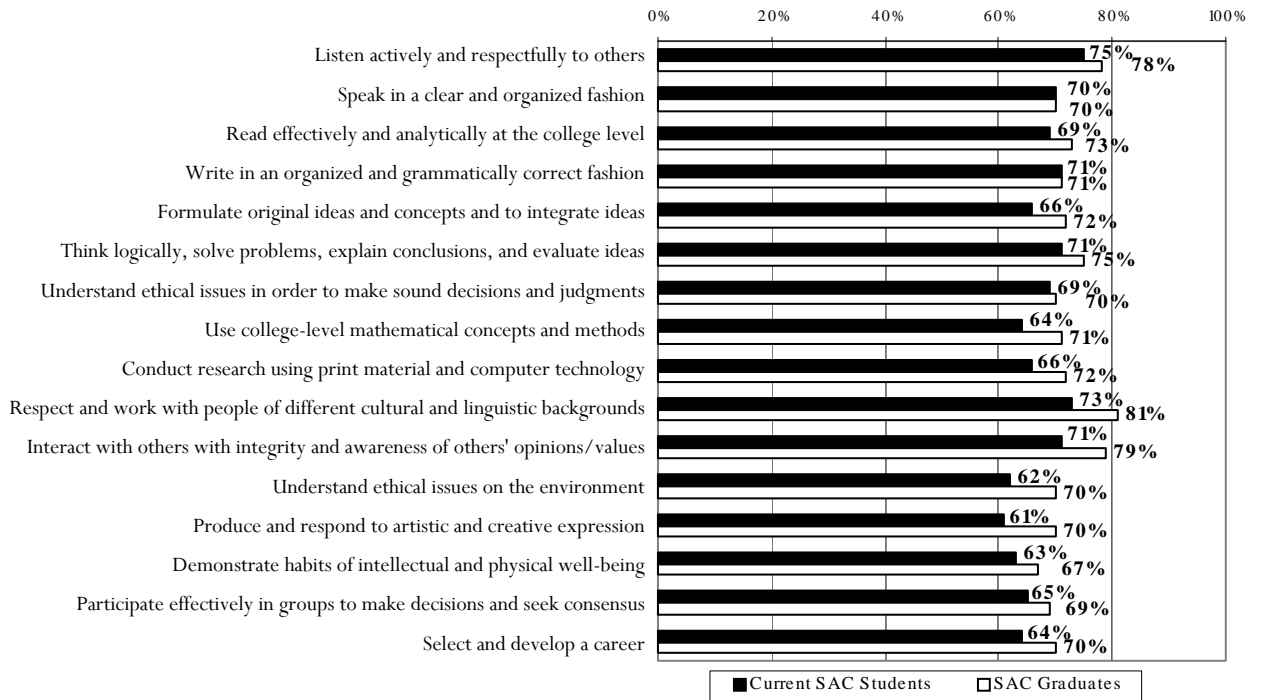 0% 20% 40% 60% 80% 100%
Listen actively and respectfully to others 75% 78%
Speak in a clear and organized fashion 70% 70%
Read effectively and analytically at the college level 69% 73%
Write in an organized and grammatically correct fashion 71% 71%
Formulate original ideas and concepts and to integrate ideas 66% 72%
Think logically, solve problems, explain conclusions, and evaluate ideas 71% 75%
Understand ethical issues in order to make sound decisions and judgments 69% 70%
Use college-level mathematical concepts and methods 64% 71%
Conduct research using print material and computer technology 66% 72%
Respect and work with people of different cultural and linguistic backgrounds 73% 81%
Interact with others with integrity and awareness of others' opinions/values 71% 79%
Understand ethical issues on the environment 62% 70%
Produce and respond to artistic and creative expression 61% 70%
Demonstrate habits of intellectual and physical well-being 63% 67%
Participate effectively in groups to make decisions and seek consensus 65% 69%
Select and develop a career 64% 70%
Current SAC Students SAC Graduates